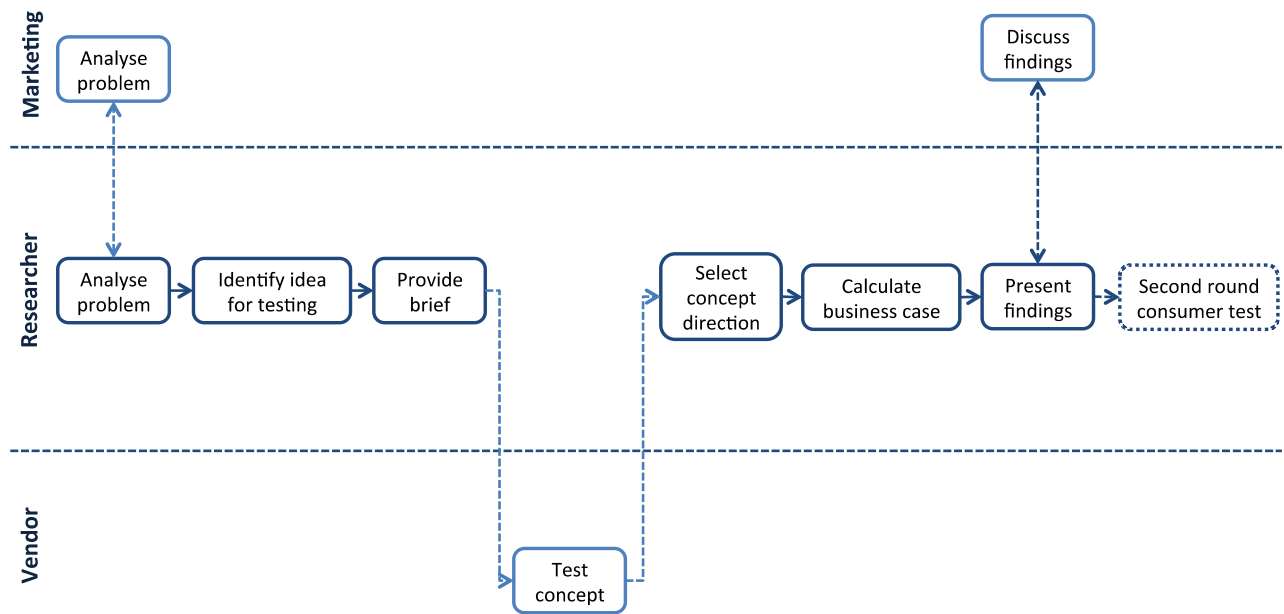 Marketing
Analyse
problem
Discuss
findings
Researcher
Analyse
problem
Identify idea
for testing
Provide
brief
Select
concept
direction
Calculate
business case
Present
findings
Second round
consumer test
Vendor
Test
concept